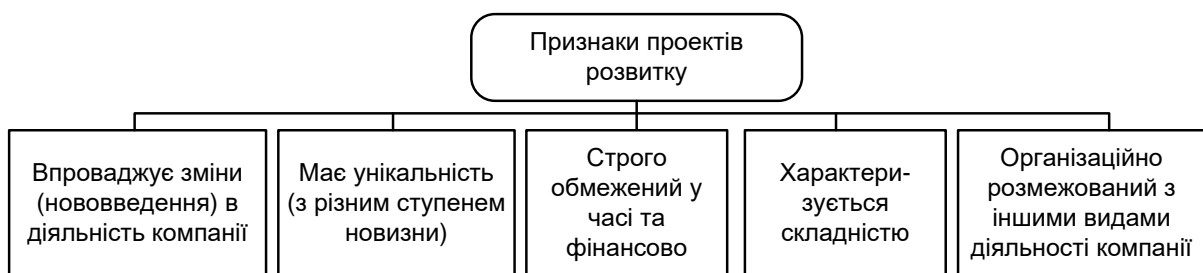 Признаки проектів
розвитку
Впроваджує зміни
(нововведення) в
діяльність компанії
Має унікальність
(з різним ступенем
новизни)
Строго
обмежений у
часі та
фінансово
Характери-
зується
складністю
Організаційно
розмежований з
іншими видами
діяльності компанії